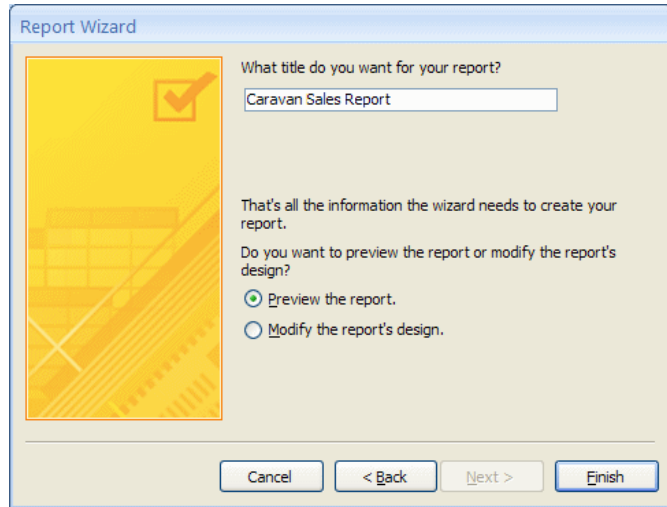 Report Wizard
What title do you want for your report?
Caravan Sales Report
That's all the information the wizard needs to create your
report.
Do you want to preview the report or modify the report's
design?
Preview the report.
Modify the report's design.
Cancel
< Back
Next >
Finish